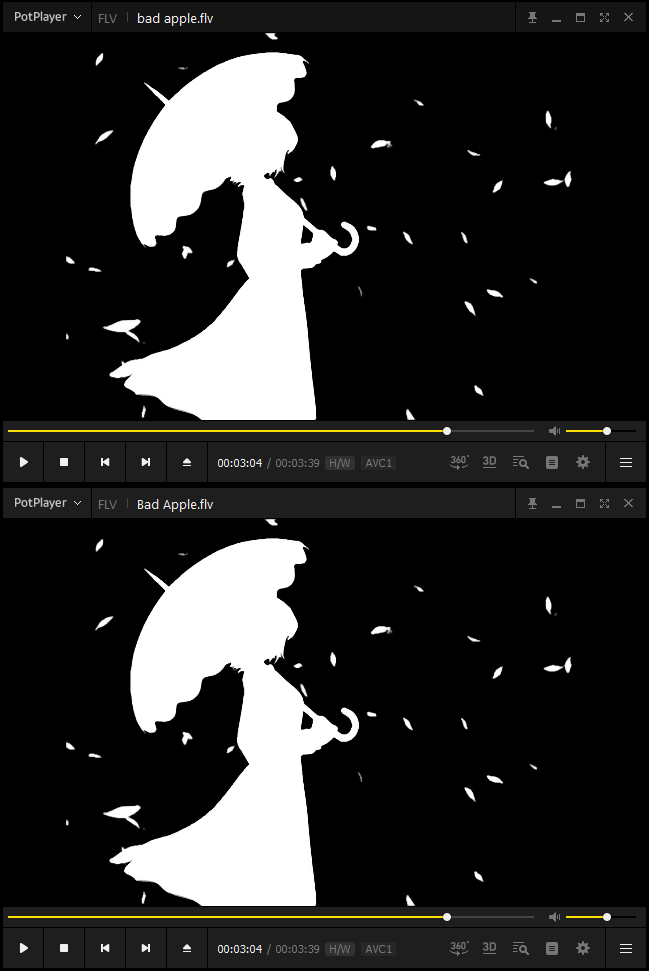 PotPlayer FLV bad apple.flv
00:03:04 / 00:03:39 H/W AVC1 360° 3D
PotPlayer FLV Bad Apple.flv
00:03:04 / 00:03:39 H/W AVC1 360° 3D